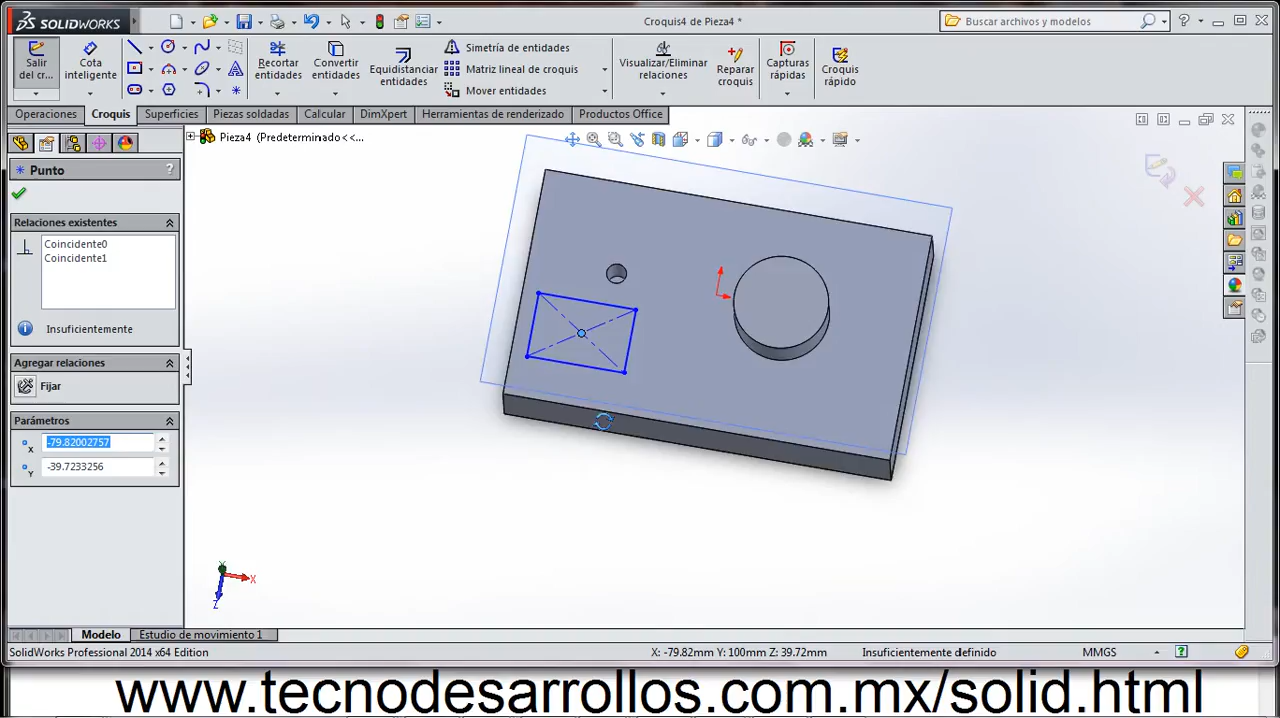 SOLIDWORKS
Croquis4 de Pieza4 *
Buscar archivos y modelos
Salir del cr...
Cota inteligente
Recortar entidades
Convertir entidades
Equidistanciar entidades
Simetría de entidades
Matriz lineal de croquis
Mover entidades
Visualizar/Eliminar relaciones
Reparar croquis
Capturas rápidas
Croquis rápido
Operaciones
Croquis
Superficies
Piezas soldadas
Calcular
DimXpert
Herramientas de renderizado
Productos Office
Pieza4 (Predeterminado<<...
Punto
?
Relaciones existentes
Coincidente0
Coincidente1
Insuficientemente
Agregar relaciones
Fijar
Parámetros
X
-79.82002757
Y
-39.7233256
Y
X
Z
Modelo
Estudio de movimiento 1
SolidWorks Professional 2014 x64 Edition
X: -79.82mm Y: 100mm Z: 39.72mm
Insuficientemente definido
MMGS
www.tecnodesarrollos.com.mx/solid.html